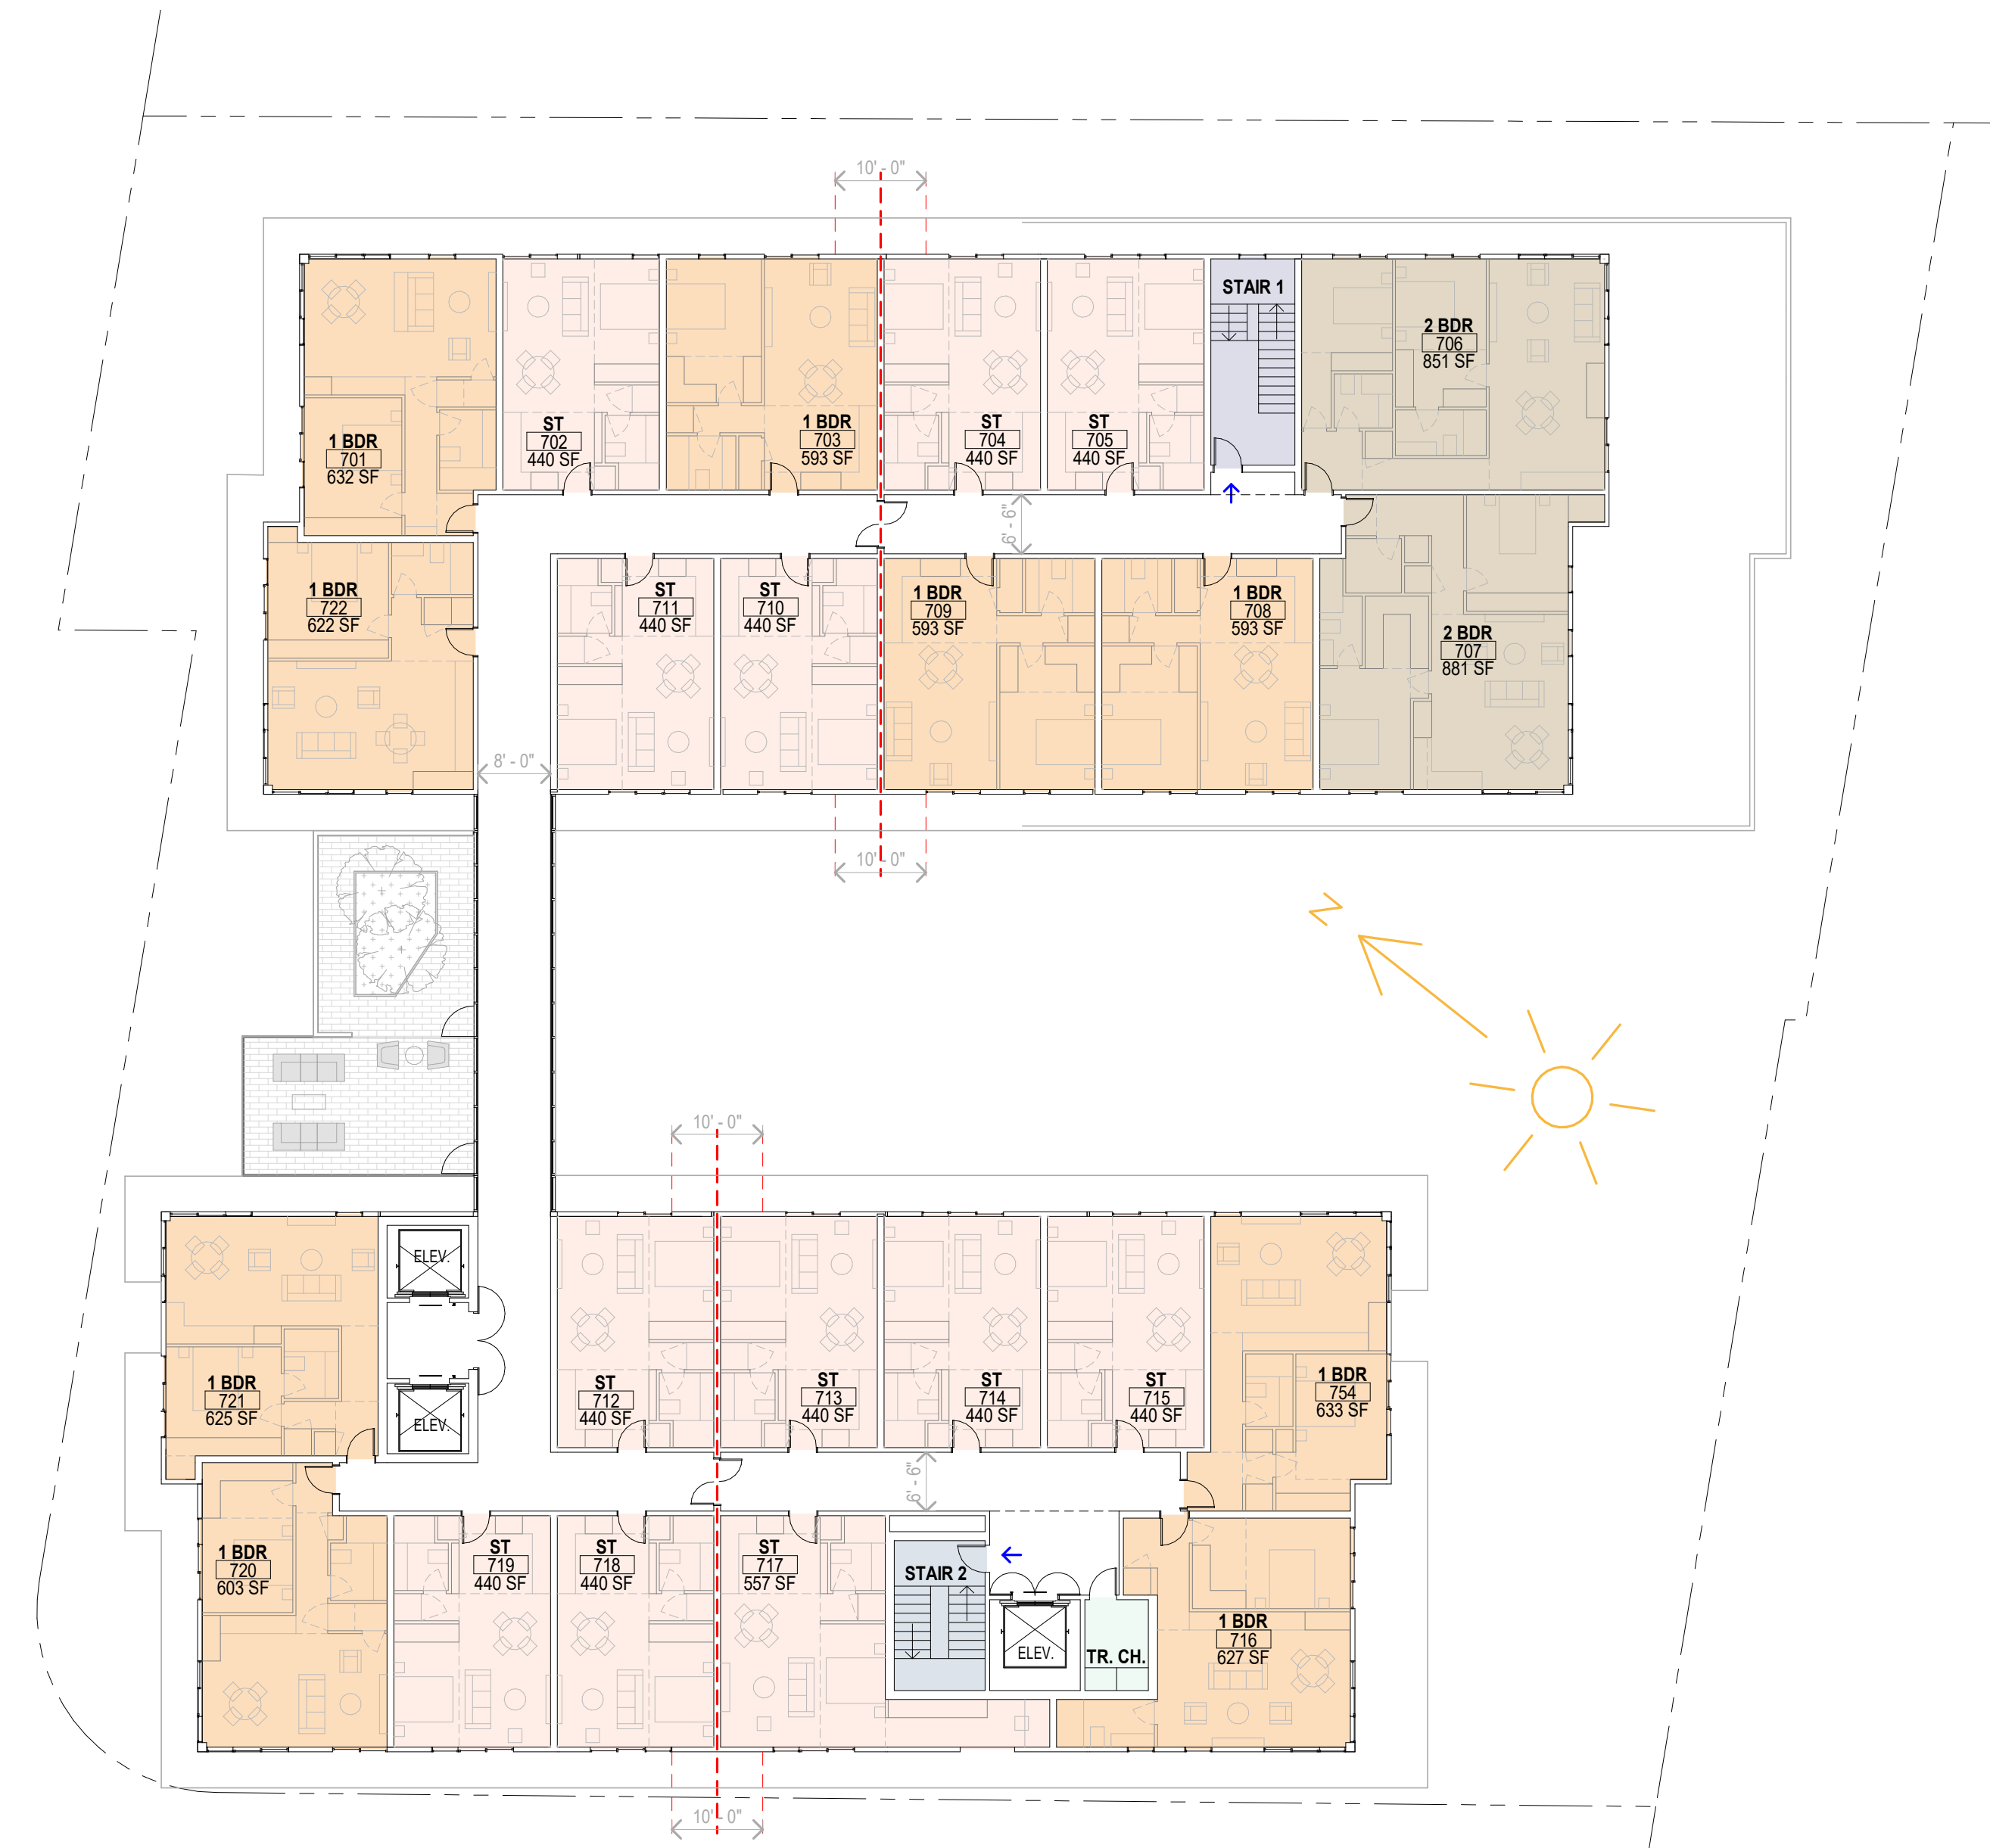 10' - 0"
STAIR 1
2 BDR
706
851 SF
1 BDR
701
632 SF
ST
702
440 SF
1 BDR
703
593 SF
ST
704
440 SF
ST
705
440 SF
6' - 6"
1 BDR
722
622 SF
ST
711
440 SF
ST
710
440 SF
1 BDR
709
593 SF
1 BDR
708
593 SF
2 BDR
707
881 SF
8' - 0"
10' - 0"
N
10' - 0"
ELEV.
ELEV.
1 BDR
721
625 SF
ST
712
440 SF
ST
713
440 SF
ST
714
440 SF
ST
715
440 SF
1 BDR
754
633 SF
6' - 6"
1 BDR
720
603 SF
ST
719
440 SF
ST
718
440 SF
ST
717
557 SF
STAIR 2
ELEV.
TR. CH.
1 BDR
716
627 SF
10' - 0"